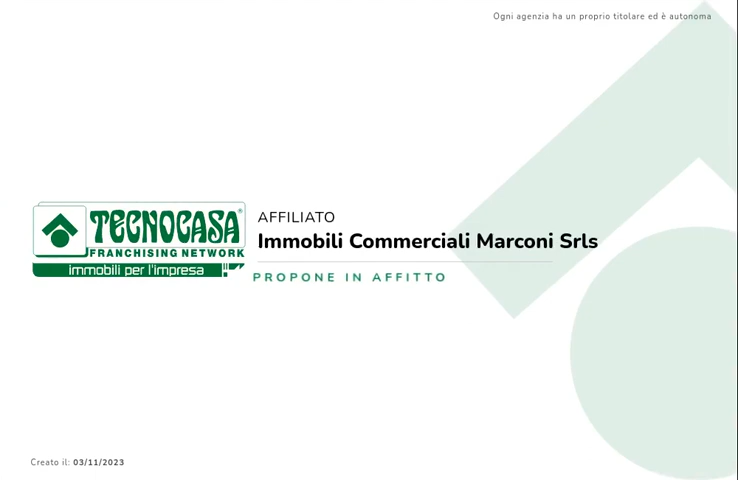 Ogni agenzia ha un proprio titolare ed è autonoma
TECNOCASA®
FRANCHISING NETWORK
immobili per l'impresa
AFFILIATO
Immobili Commerciali Marconi Srls
PROPONE IN AFFITTO
Creato il: 03/11/2023